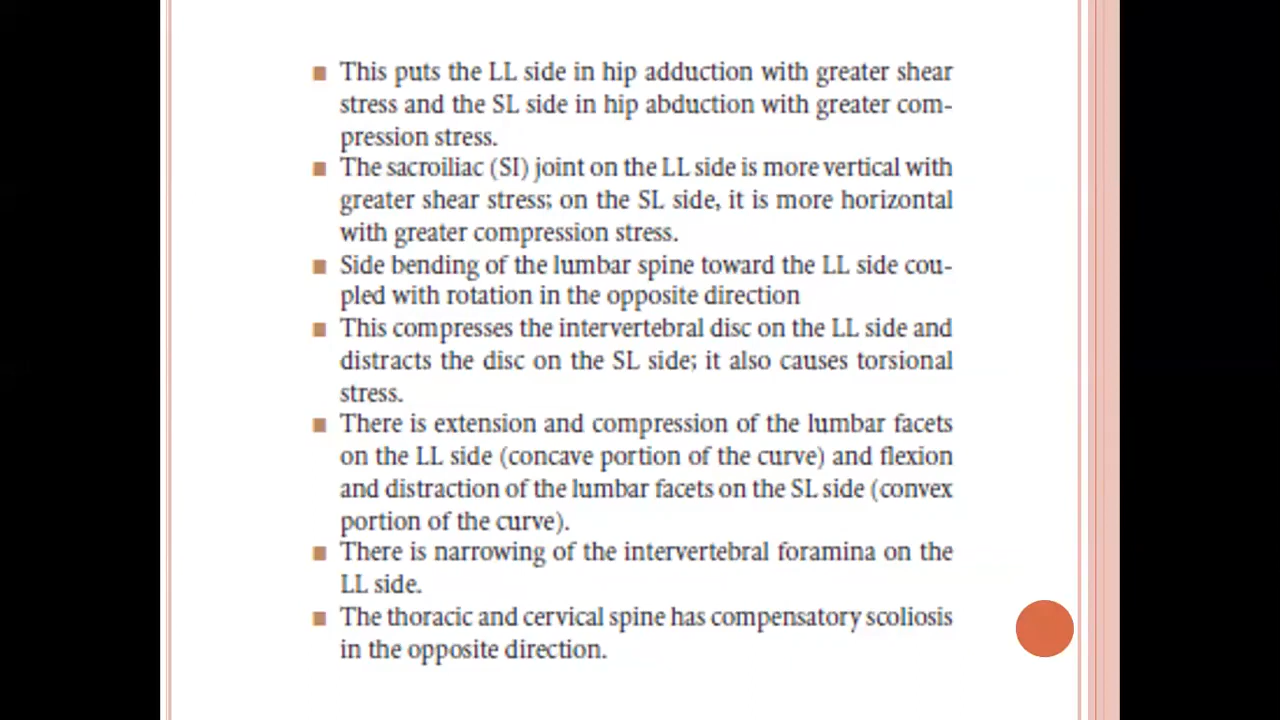 ■ This puts the LL side in hip adduction with greater shear
stress and the SL side in hip abduction with greater com-
pression stress.
■ The sacroiliac (SI) joint on the LL side is more vertical with
greater shear stress; on the SL side, it is more horizontal
with greater compression stress.
■ Side bending of the lumbar spine toward the LL side cou-
pled with rotation in the opposite direction
■ This compresses the intervertebral disc on the LL side and
distracts the disc on the SL side; it also causes torsional
stress.
■ There is extension and compression of the lumbar facets
on the LL side (concave portion of the curve) and flexion
and distraction of the lumbar facets on the SL side (convex
portion of the curve).
■ There is narrowing of the intervertebral foramina on the
LL side.
■ The thoracic and cervical spine has compensatory scoliosis
in the opposite direction.